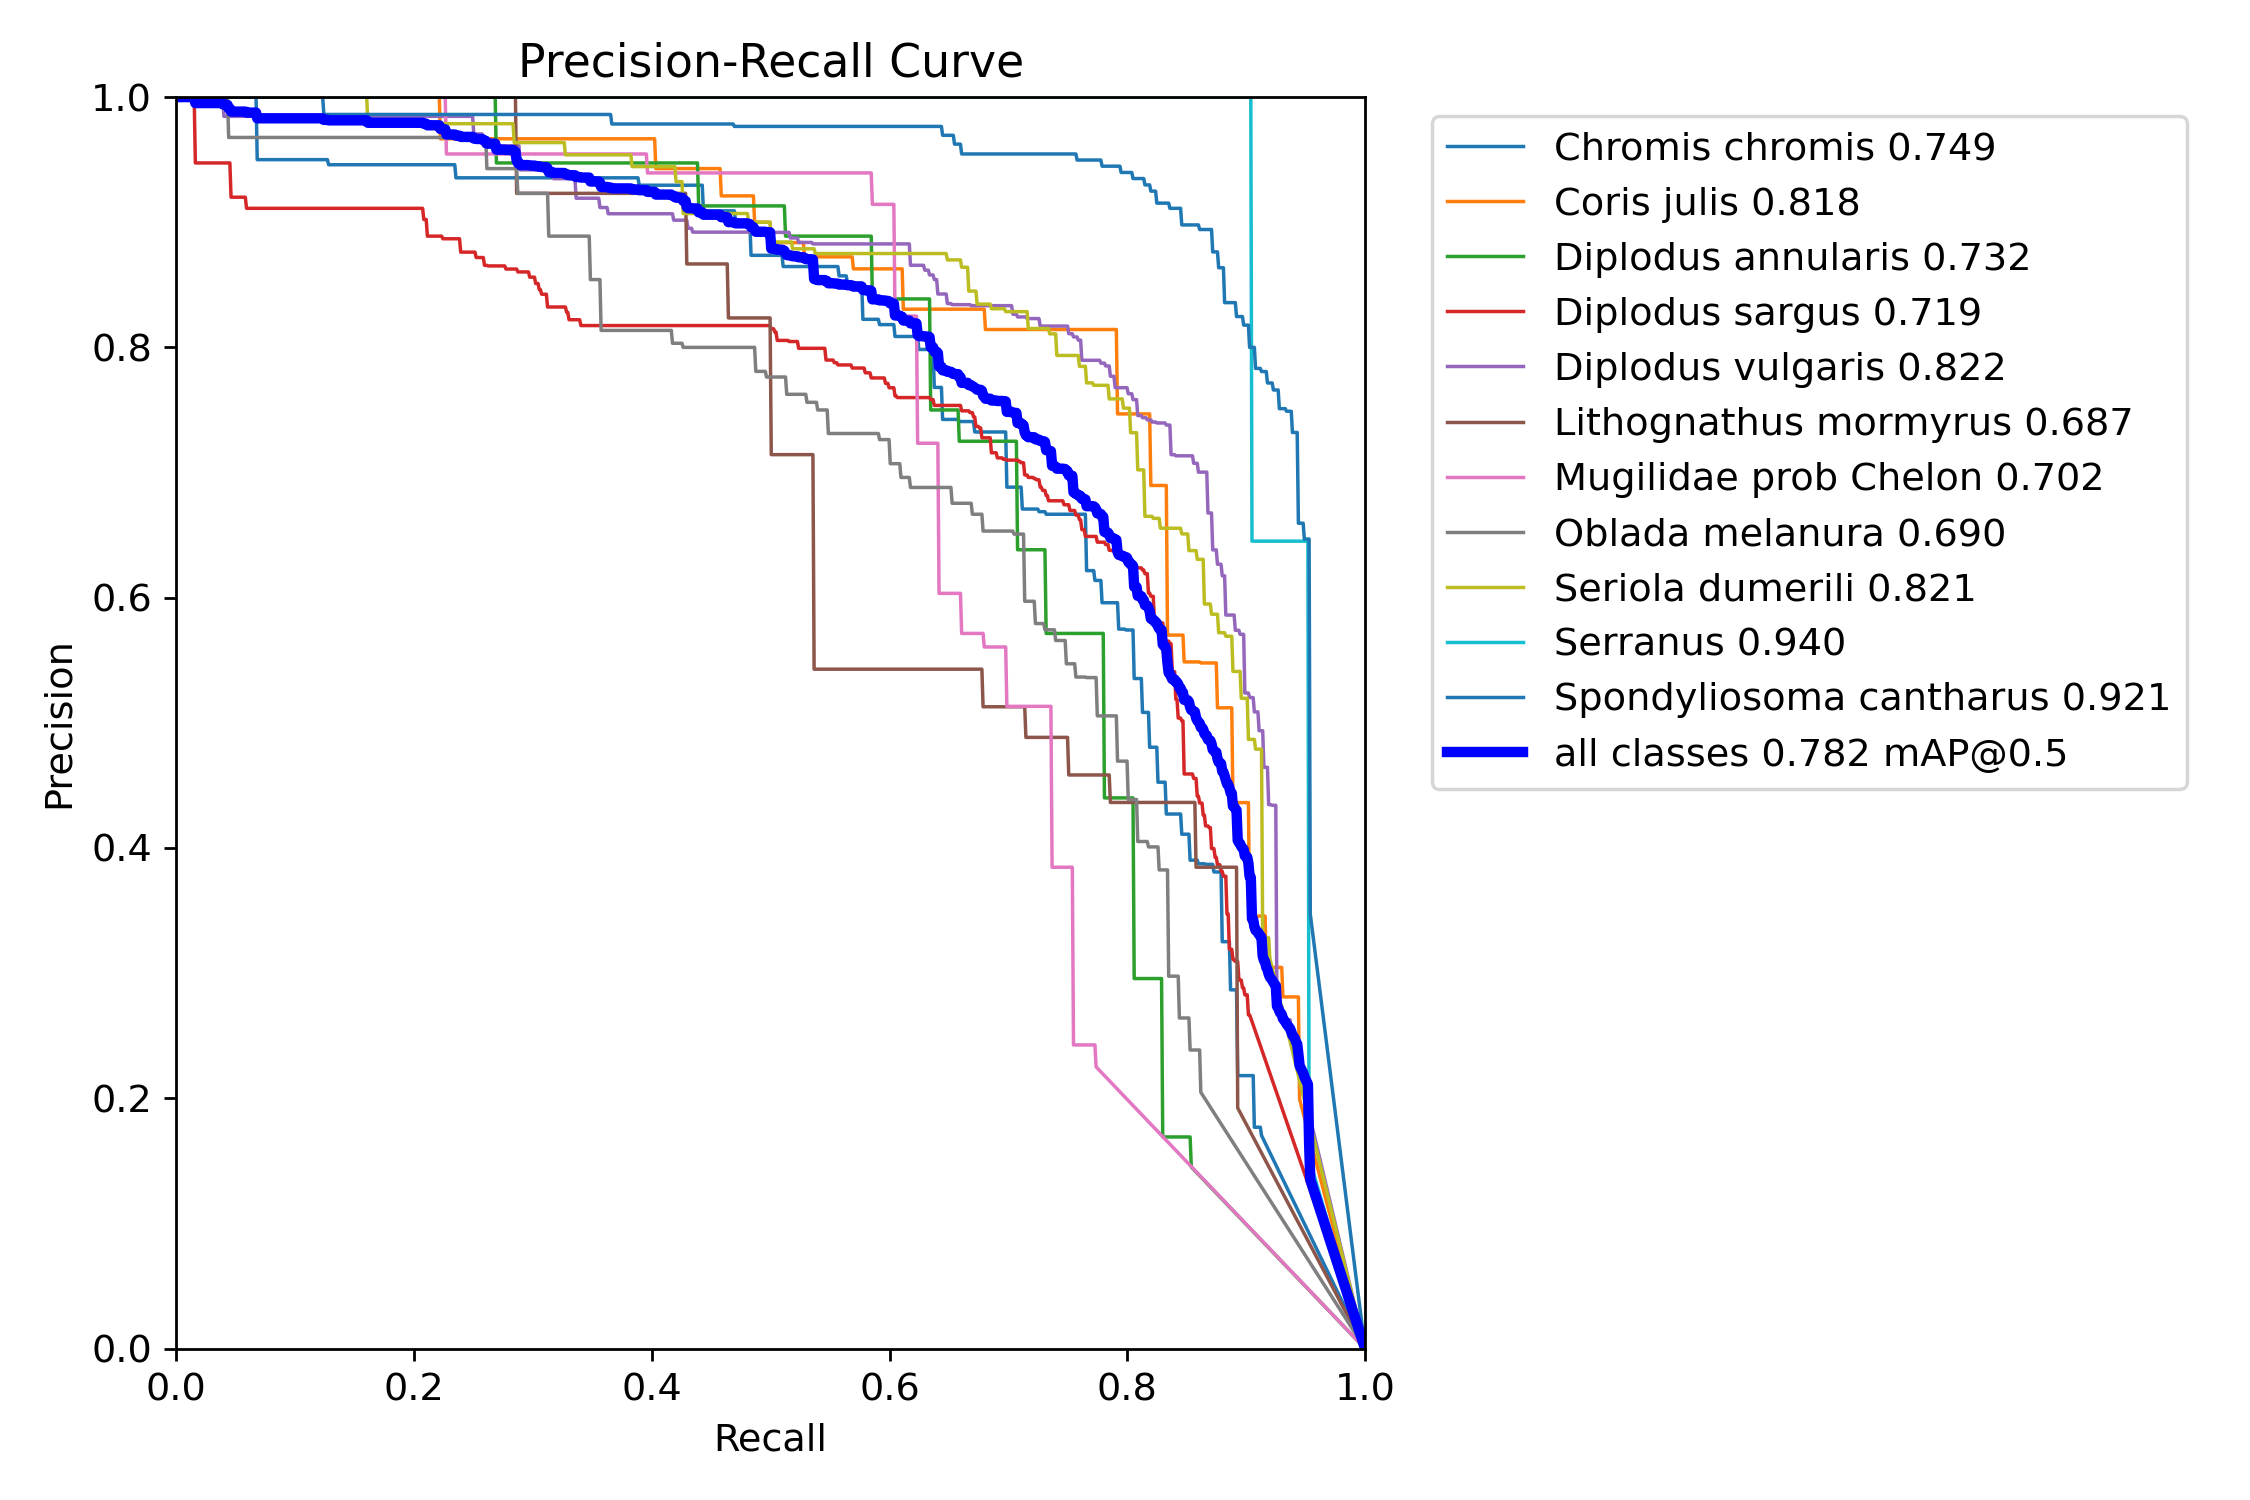 Precision-Recall Curve
1.0
0.8
0.6
0.4
0.2
0.0
Precision
0.0 0.2 0.4 0.6 0.8 1.0
Recall
Chromis chromis 0.749
Coris julis 0.818
Diplodus annularis 0.732
Diplodus sargus 0.719
Diplodus vulgaris 0.822
Lithognathus mormyrus 0.687
Mugilidae prob Chelon 0.702
Oblada melanura 0.690
Seriola dumerili 0.821
Serranus 0.940
Spondyliosoma cantharus 0.921
all classes 0.782 mAP@0.5